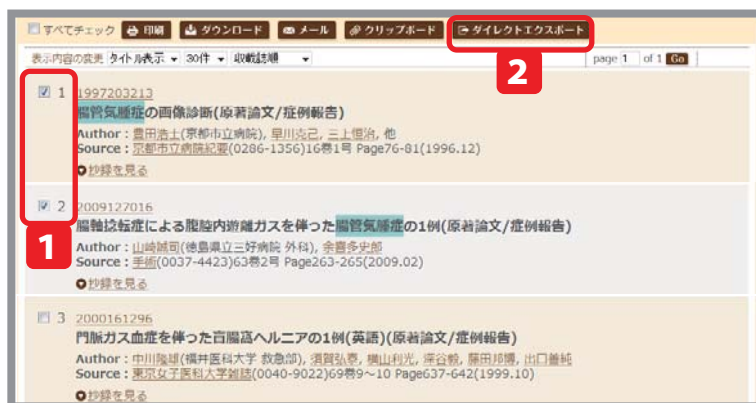 すべてチェック 印刷 ダウンロード メール クリップボード ダイレクトエクスポート
表示内容の変更 タイトル表示 30件 収載誌順 page 1 of 1 Go
2
1 1997203213
腸管気腫症の画像診断(原著論文/症例報告)
Author : 豊田浩士(京都市立病院), 早川克己, 三上恒治, 他
Source : 京都市立病院紀要(0286-1356)16巻1号 Page76-81(1996.12)
抄録を見る
2 2009127016
1
腸軸捻転症による腹腔内遊離ガスを伴った腸管気腫症の1例(原著論文/症例報告)
Author : 山崎誠司(徳島県立三好病院 外科), 余喜多史郎
Source : 手術(0037-4423)63巻2号 Page263-265(2009.02)
抄録を見る
3 2000161296
門脈ガス血症を伴った盲腸窩ヘルニアの1例(英語)(原著論文/症例報告)
Author : 中川隆雄(福井医科大学 救急部), 須賀弘泰, 横山利光, 深谷毅, 藤田邦博, 出口善純
Source : 東京女子医科大学雑誌(0040-9022)69巻9～10 Page637-642(1999.10)
抄録を見る